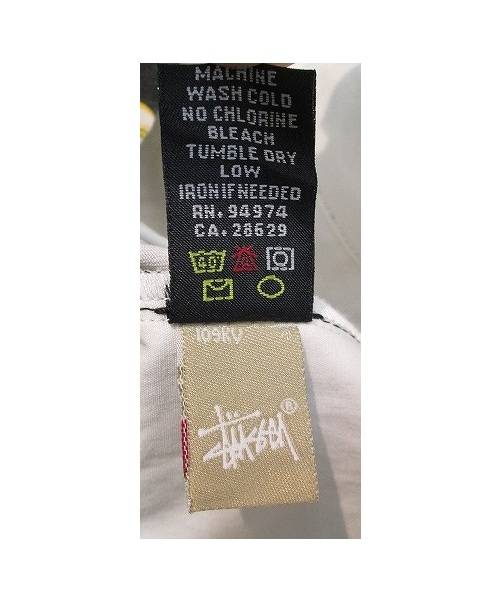 MACHINE
WASH COLD
NO CHLORINE
BLEACH
TUMBLE DRY
LOW
IRON IF NEEDED
RN. 94974
CA. 28629
40
Stüssy ®